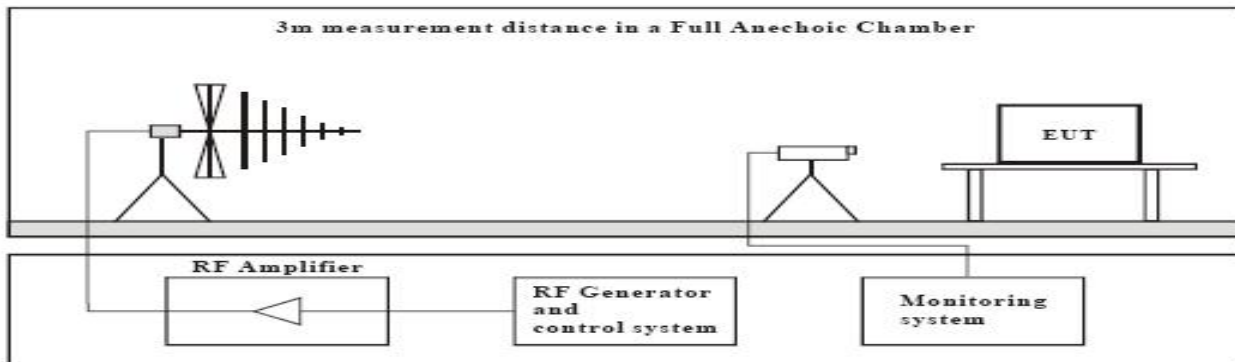 3m measurement distance in a Full Anechoic Chamber
EUT
RF Amplifier
RF Generator
and
control system
Monitoring
system